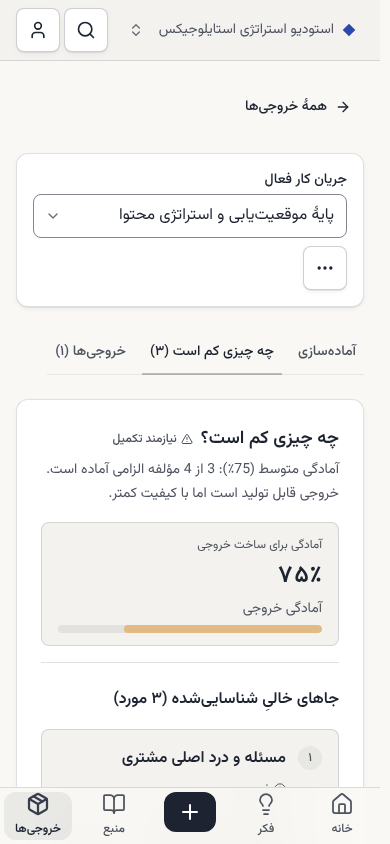 استودیو استراتژی استایلوجیکس
همهٔ خروجی‌ها
جریان کار فعال
پایهٔ موقعیت‌یابی و استراتژی محتوا
آماده‌سازی
چه چیزی کم است (۳)
خروجی‌ها (۱)
چه چیزی کم است؟
نیازمند تکمیل
آمادگی متوسط (75٪): 3 از 4 مؤلفه الزامی آماده است.
خروجی قابل تولید است اما با کیفیت کمتر.
آمادگی برای ساخت خروجی
۷۵٪
آمادگی خروجی
جاهای خالیِ شناسایی‌شده (۳ مورد)
۱
مسئله و درد اصلی مشتری
خانه
فکر
منبع
خروجی‌ها